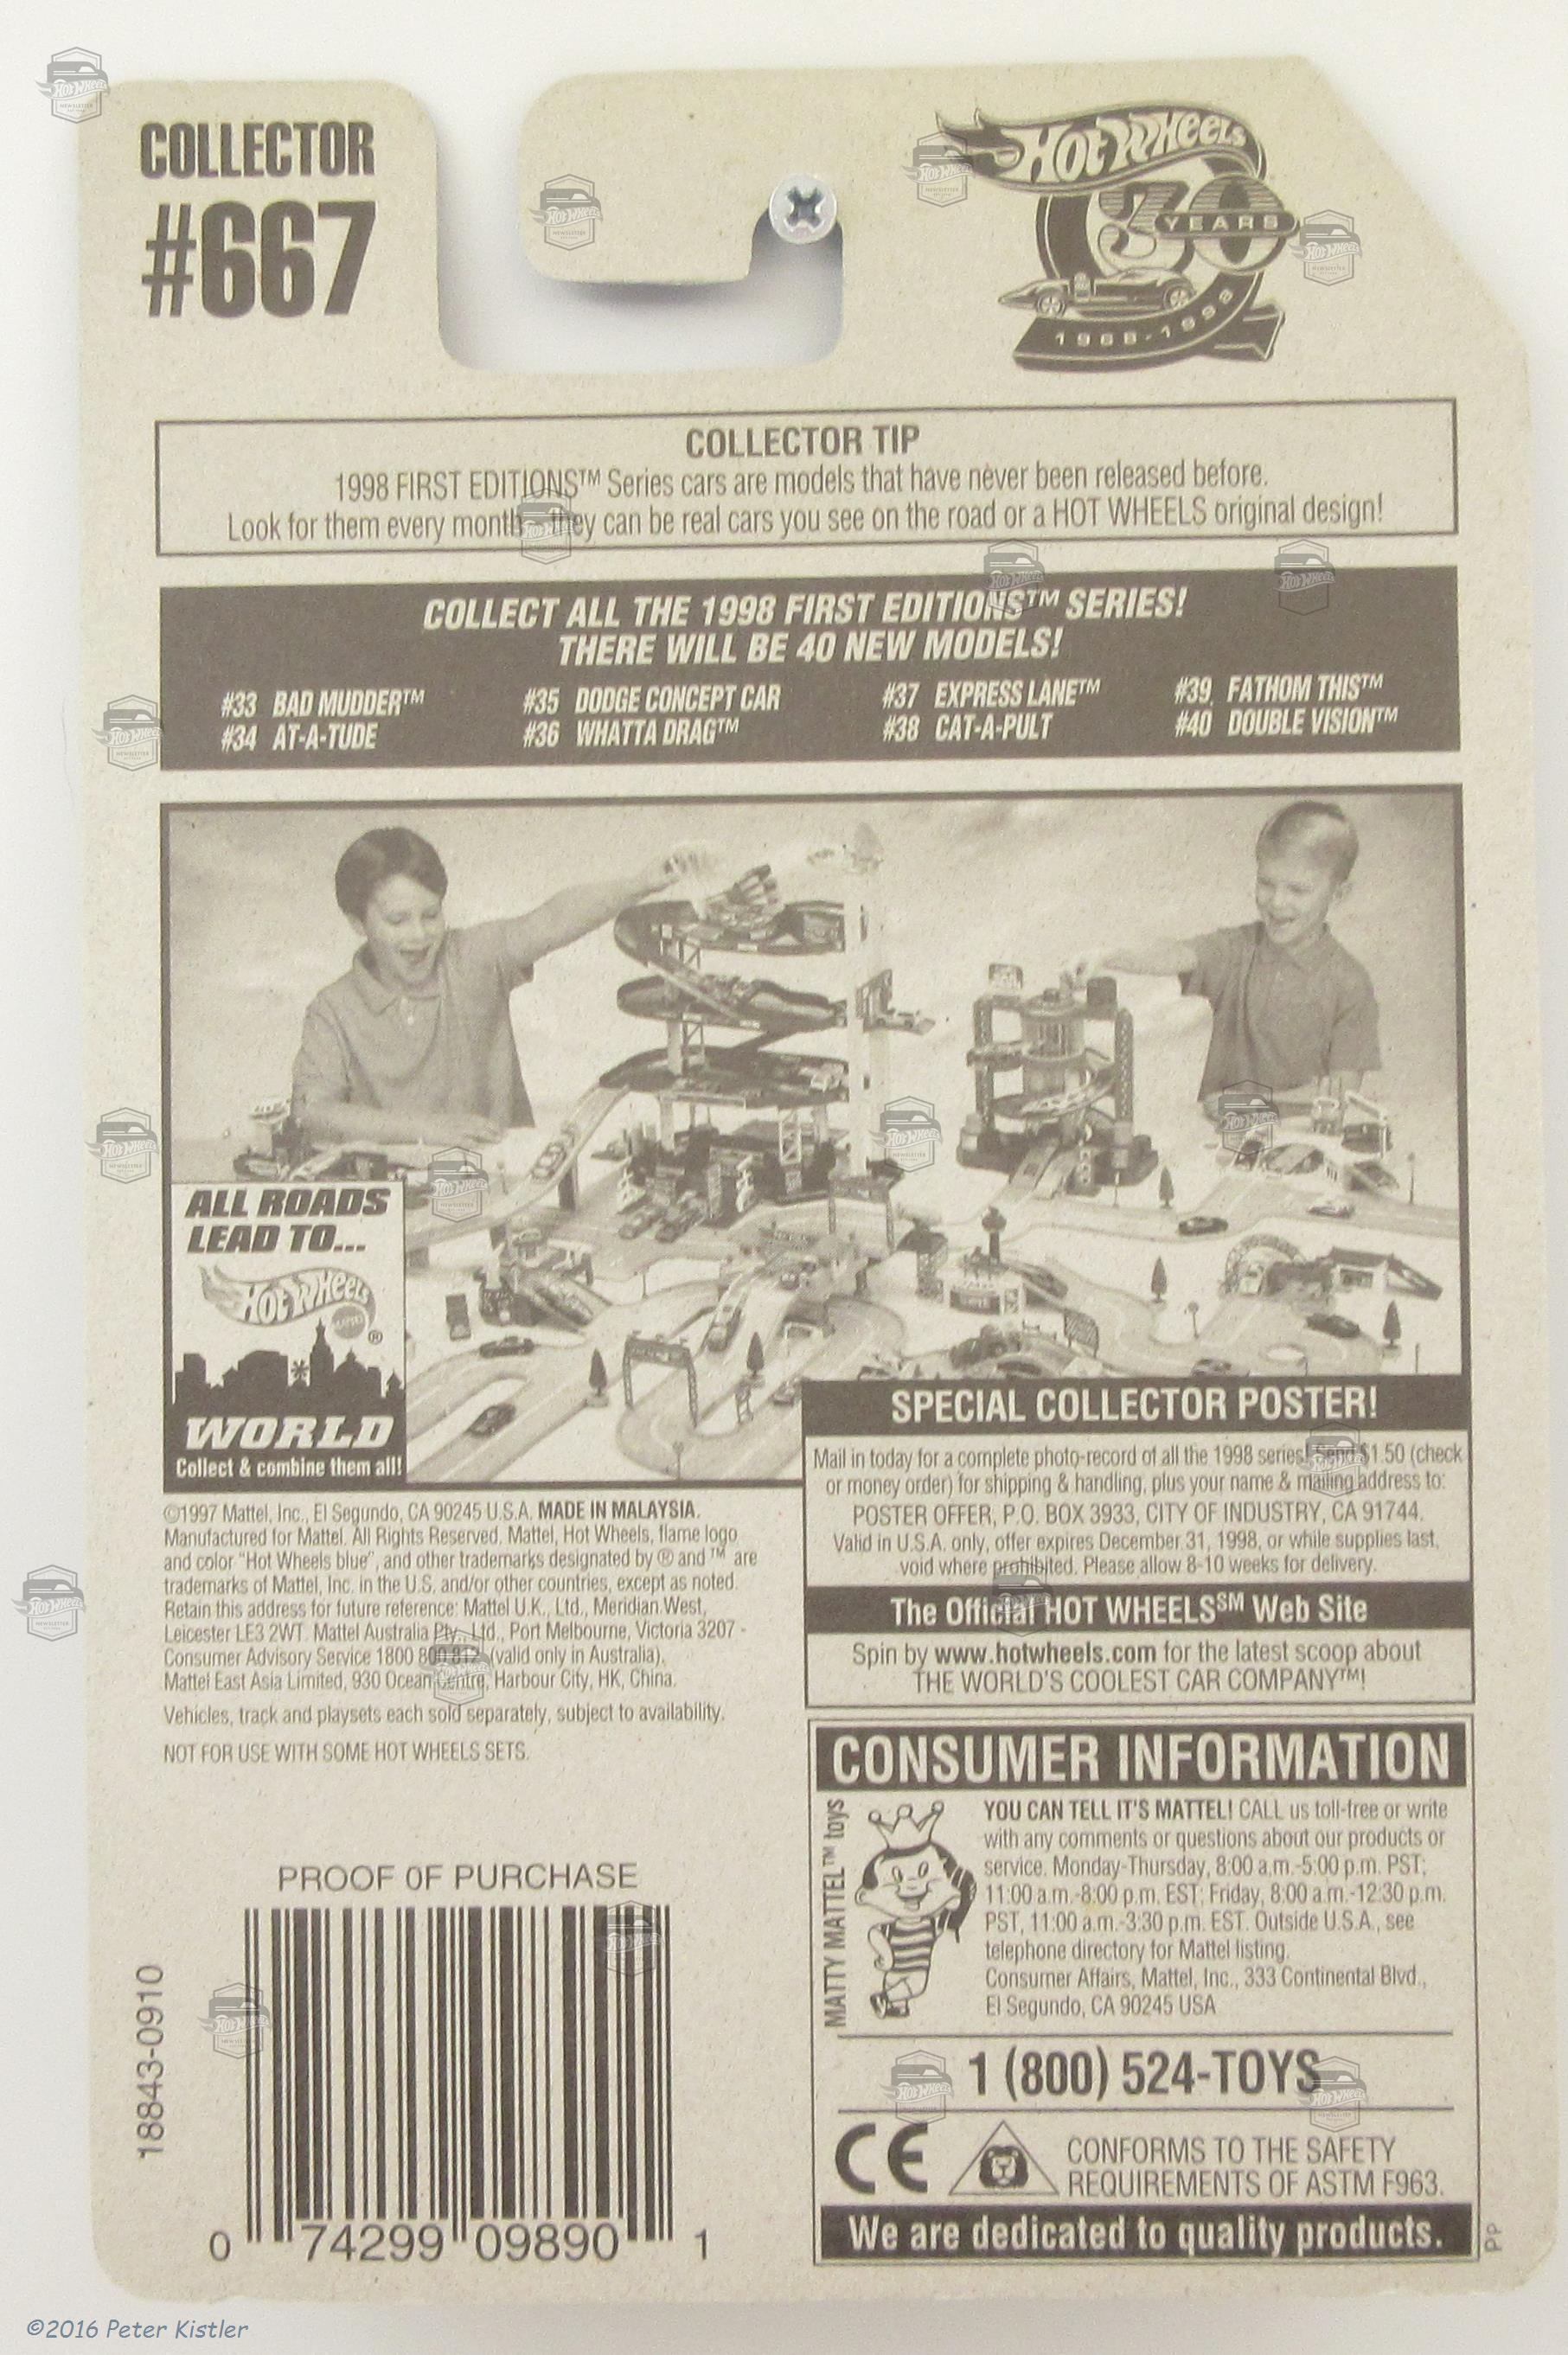 COLLECTOR
#667
HOT WHEELS
30
YEARS
1968-1998
COLLECTOR TIP
1998 FIRST EDITIONS™ Series cars are models that have never been released before.
Look for them every month - they can be real cars you see on the road or a HOT WHEELS original design!
COLLECT ALL THE 1998 FIRST EDITIONS™ SERIES!
THERE WILL BE 40 NEW MODELS!
#33 BAD MUDDER™ #35 DODGE CONCEPT CAR #37 EXPRESS LANE™ #39 FATHOM THIS™
#34 AT-A-TUDE #36 WHATTA DRAG™ #38 CAT-A-PULT #40 DOUBLE VISION™
ALL ROADS
LEAD TO...
HOT WHEELS ®
WORLD
Collect & combine them all!
SPECIAL COLLECTOR POSTER!
Mail in today for a complete photo-record of all the 1998 series! Send $1.50 (check
or money order) for shipping & handling, plus your name & mailing address to:
POSTER OFFER, P.O. BOX 3933, CITY OF INDUSTRY, CA 91744.
Valid in U.S.A. only, offer expires December 31, 1998, or while supplies last,
void where prohibited. Please allow 8-10 weeks for delivery.
The Official HOT WHEELS℠ Web Site
Spin by www.hotwheels.com for the latest scoop about
THE WORLD'S COOLEST CAR COMPANY™!
©1997 Mattel, Inc., El Segundo, CA 90245 U.S.A. MADE IN MALAYSIA.
Manufactured for Mattel. All Rights Reserved. Mattel, Hot Wheels, flame logo
and color "Hot Wheels blue", and other trademarks designated by ® and ™ are
trademarks of Mattel, Inc. in the U.S. and/or other countries, except as noted.
Retain this address for future reference: Mattel U.K., Ltd., Meridian West,
Leicester LE3 2WT. Mattel Australia Pty., Ltd., Port Melbourne, Victoria 3207 -
Consumer Advisory Service 1800 800 812 (valid only in Australia).
Mattel East Asia Limited, 930 Ocean Centre, Harbour City, HK, China.
Vehicles, track and playsets each sold separately, subject to availability.
NOT FOR USE WITH SOME HOT WHEELS SETS.
CONSUMER INFORMATION
MATTY MATTEL™ toys
YOU CAN TELL IT'S MATTEL! CALL us toll-free or write
with any comments or questions about our products or
service. Monday-Thursday, 8:00 a.m.-5:00 p.m. PST;
11:00 a.m.-8:00 p.m. EST; Friday, 8:00 a.m.-12:30 p.m.
PST, 11:00 a.m.-3:30 p.m. EST. Outside U.S.A., see
telephone directory for Mattel listing.
Consumer Affairs, Mattel, Inc., 333 Continental Blvd.,
El Segundo, CA 90245 USA
1 (800) 524-TOYS
CE
CONFORMS TO THE SAFETY
REQUIREMENTS OF ASTM F963.
We are dedicated to quality products.
PP
PROOF OF PURCHASE
18843-0910
0 74299 09890 1
©2016 Peter Kistler